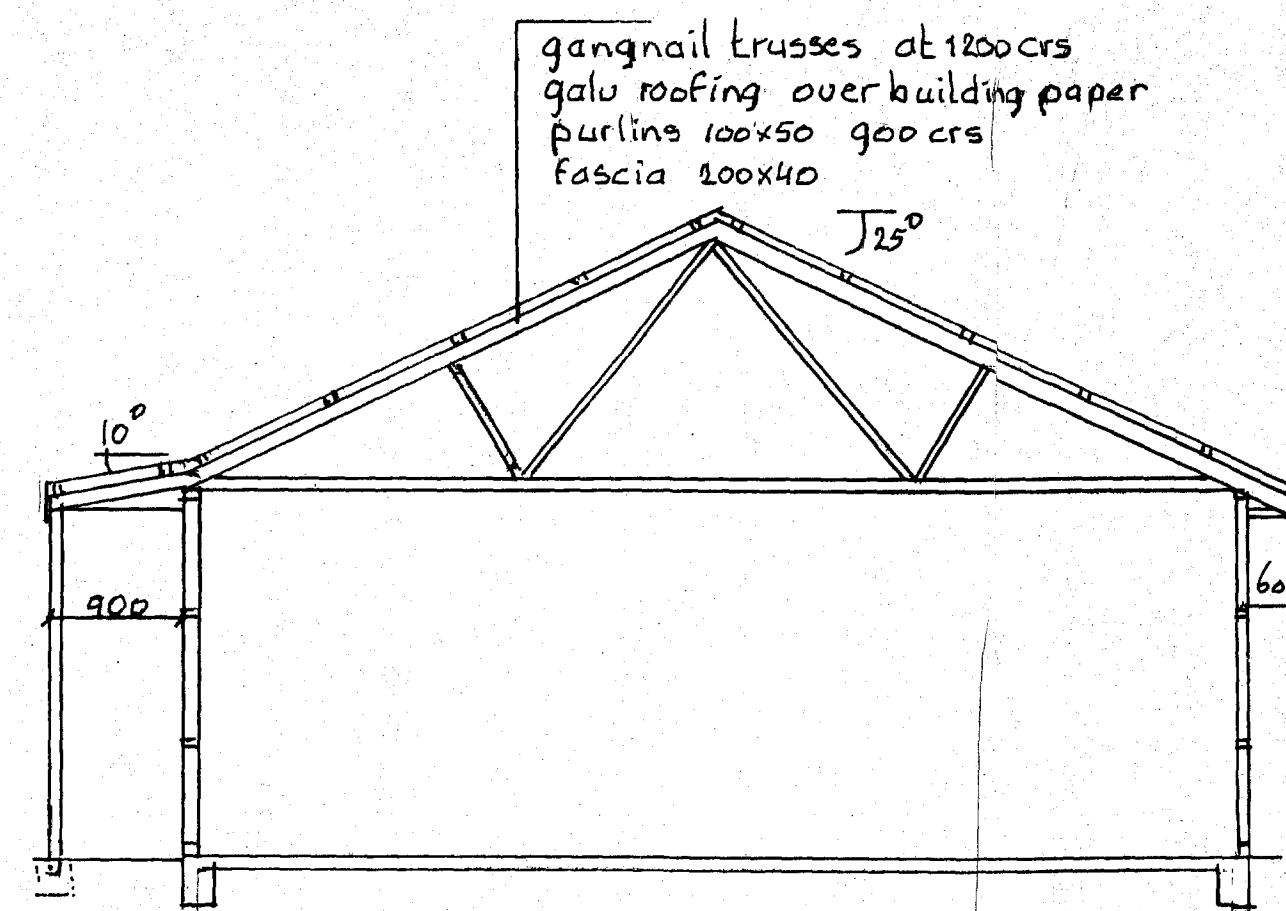 gangnail trusses at 1200 crs
galv roofing over building paper
purlins 100x50 900 crs
fascia 200x40
25°
10°
900
60